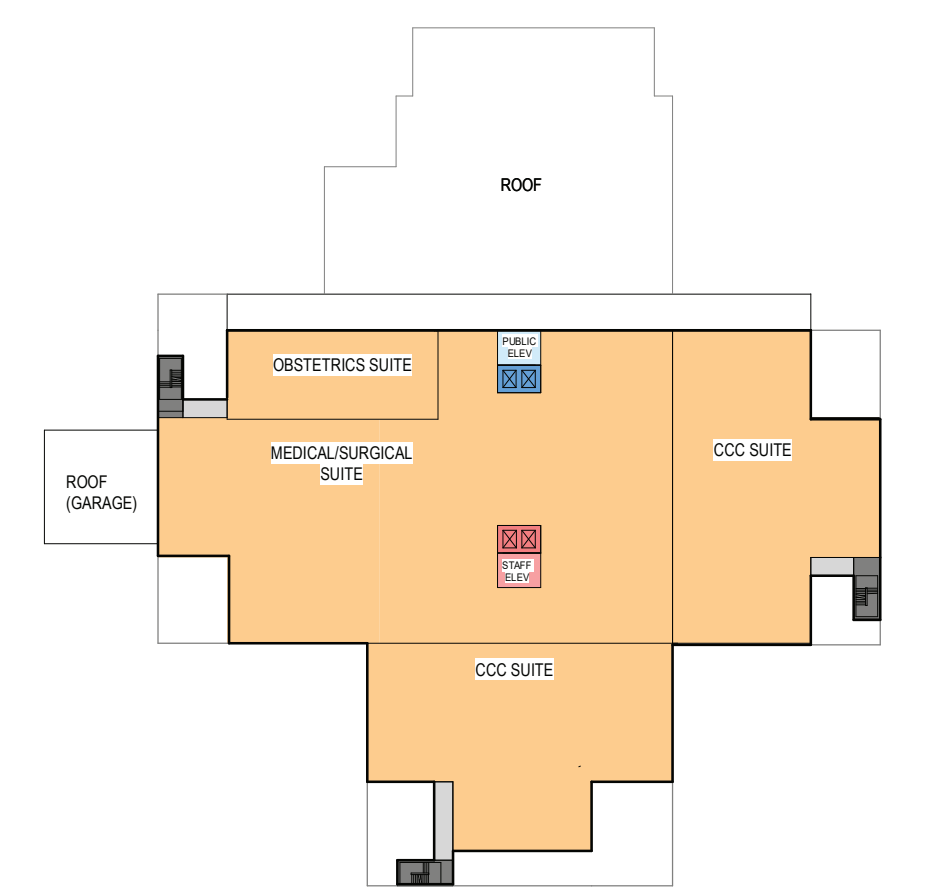 ROOF
PUBLIC
ELEV
OBSTETRICS SUITE
MEDICAL/SURGICAL
SUITE
CCC SUITE
ROOF
(GARAGE)
STAFF
ELEV
CCC SUITE